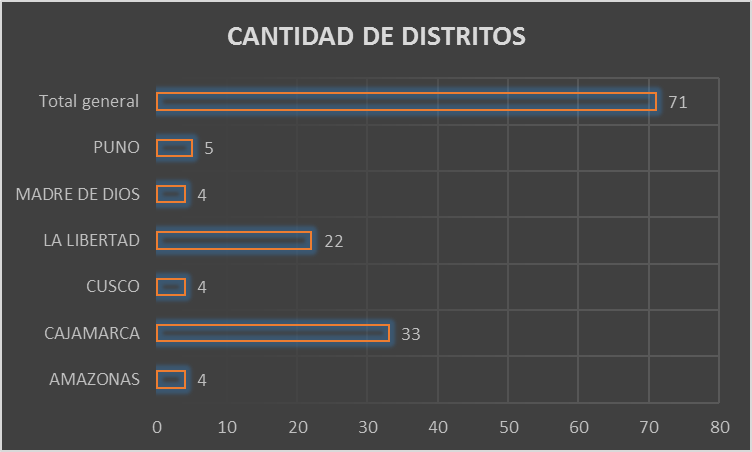 CANTIDAD DE DISTRITOS
Total general 71
PUNO 5
MADRE DE DIOS 4
LA LIBERTAD 22
CUSCO 4
CAJAMARCA 33
AMAZONAS 4
0 10 20 30 40 50 60 70 80